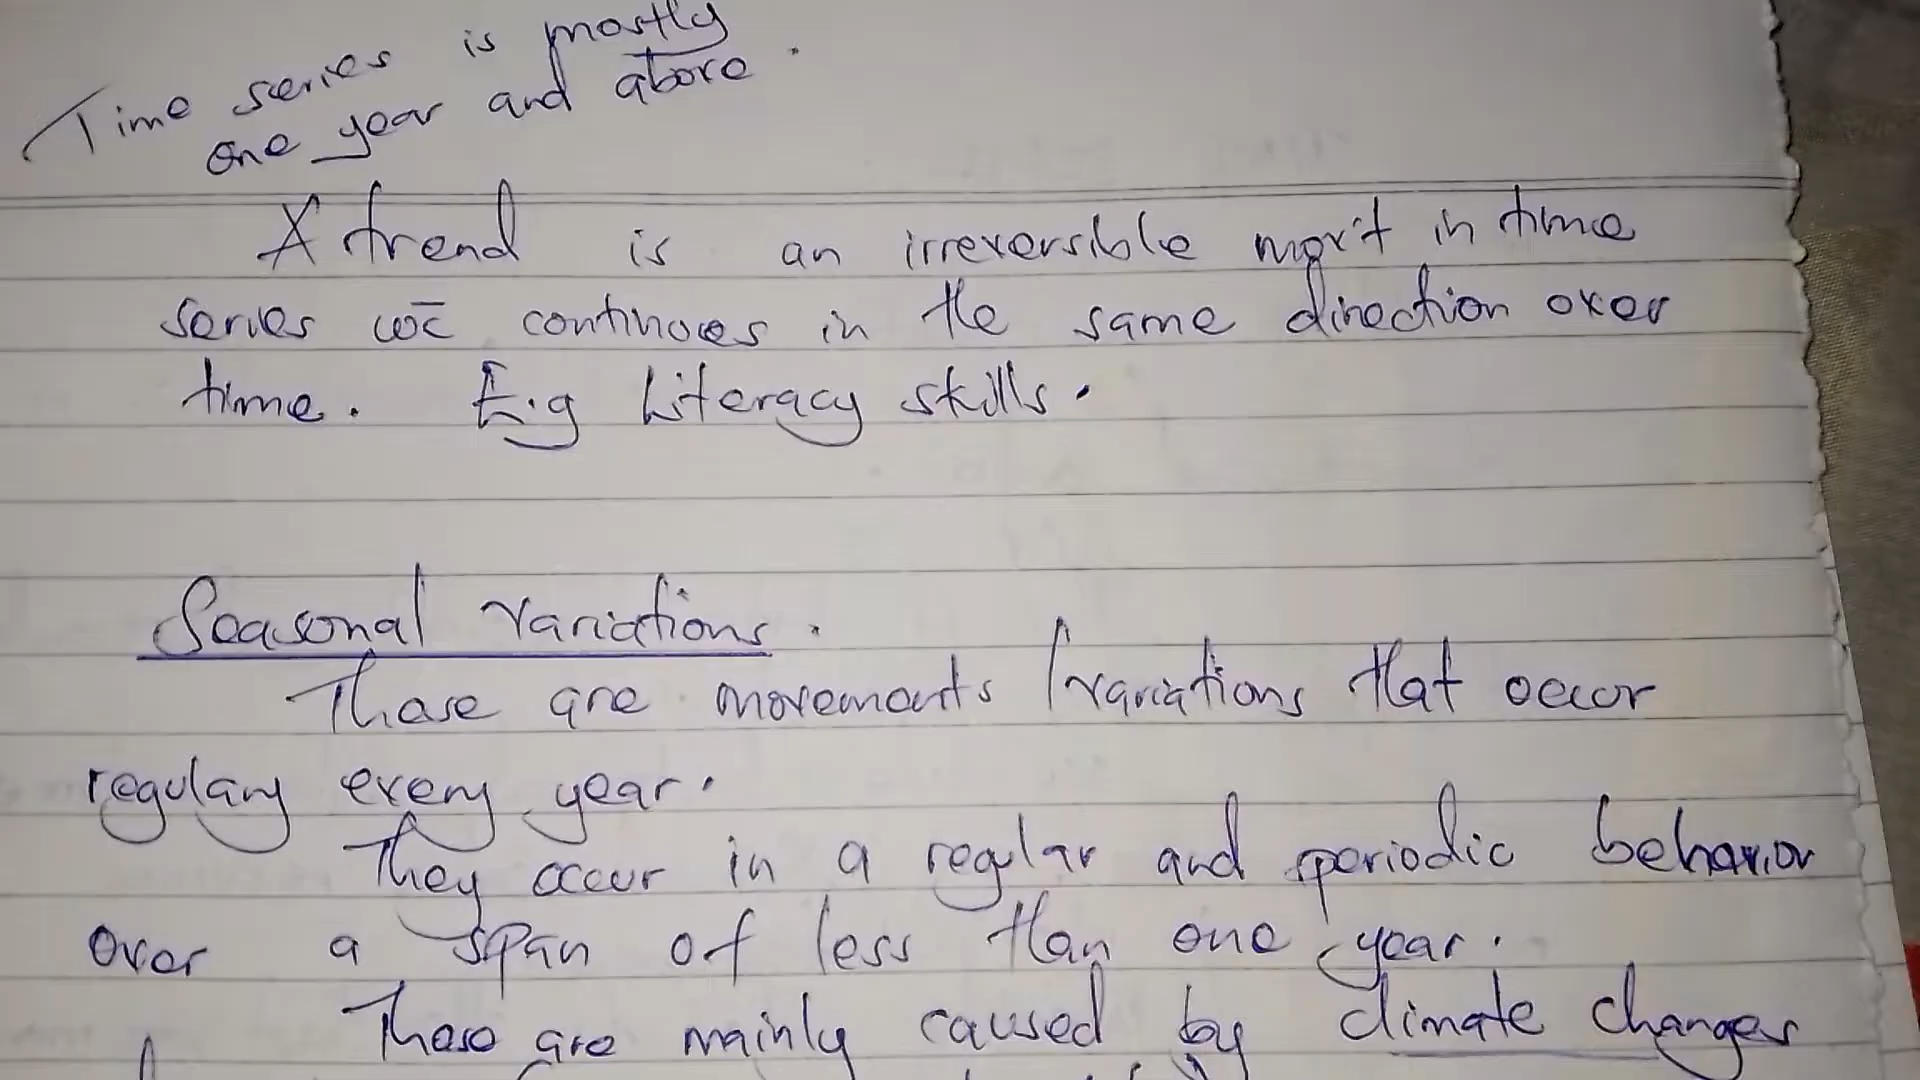 Time series is mostly
one year and above.
A trend is an irreversible mov't in time
series wc̄ continues in the same direction over
time. E.g Literacy skills.
Seasonal variations.
These are movements / variations that occur
regulary every year.
They occur in a regular and periodic behavior
over a span of less than one year.
These are mainly caused by climate changes